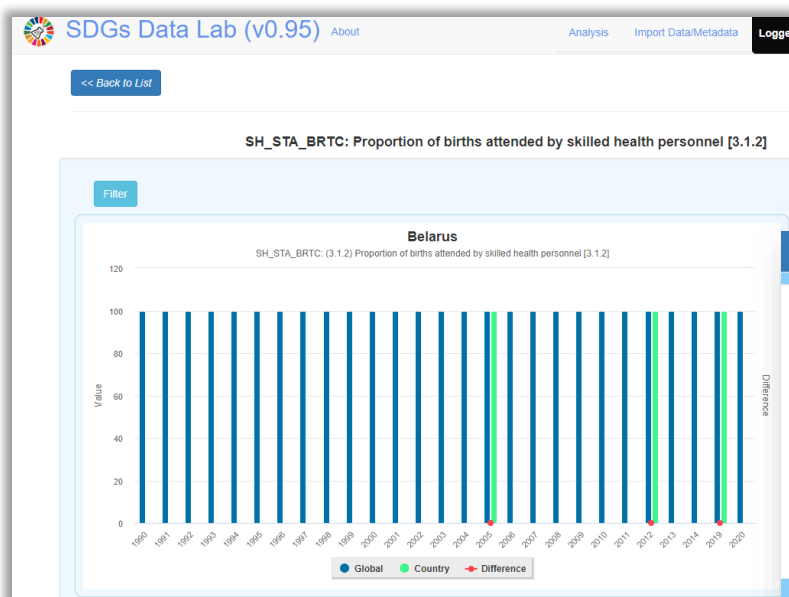 SDGs Data Lab (v0.95) About Analysis Import Data/Metadata Logge
<< Back to List
SH_STA_BRTC: Proportion of births attended by skilled health personnel [3.1.2]
Filter
Belarus
SH_STA_BRTC: (3.1.2) Proportion of births attended by skilled health personnel [3.1.2]
120
100
80
60
40
20
0
Value
Difference
1990 1991 1992 1993 1994 1995 1996 1997 1998 1999 2000 2001 2002 2003 2004 2005 2006 2007 2008 2009 2010 2011 2012 2013 2014 2019 2020
Global Country Difference